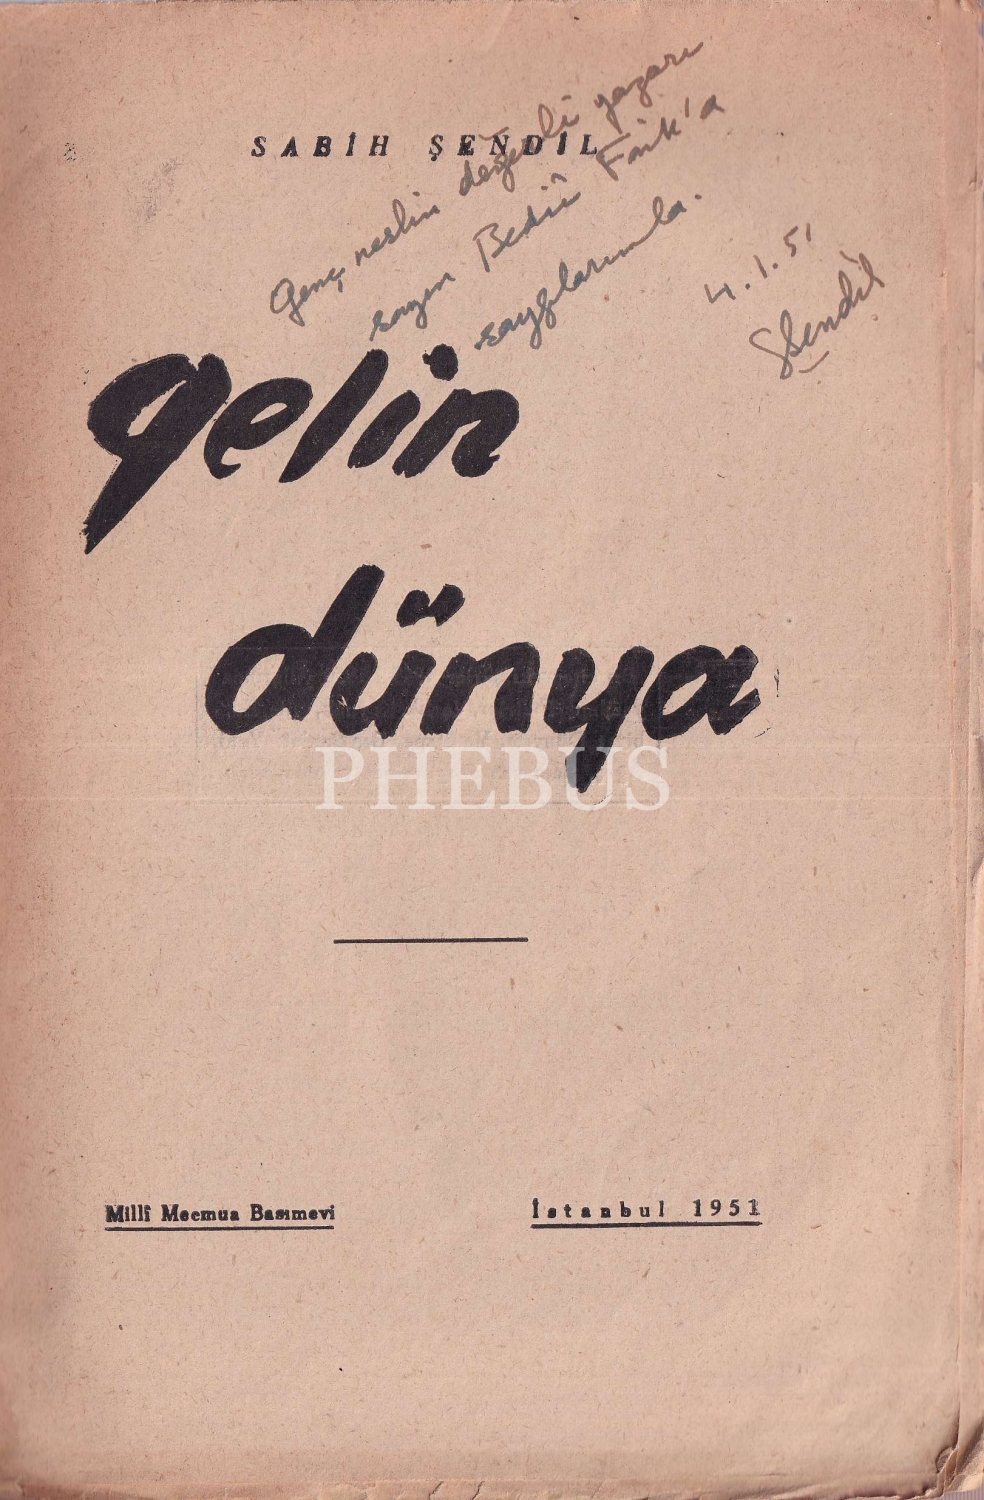 SABİH ŞENDİL
Genç neslin değerli yazarı
sayın Bedii Faik'a
saygılarımla.
4.1.51
SŞendil
gelin
dünya
PHEBUS
Millî Mecmua Basımevi
İstanbul 1951